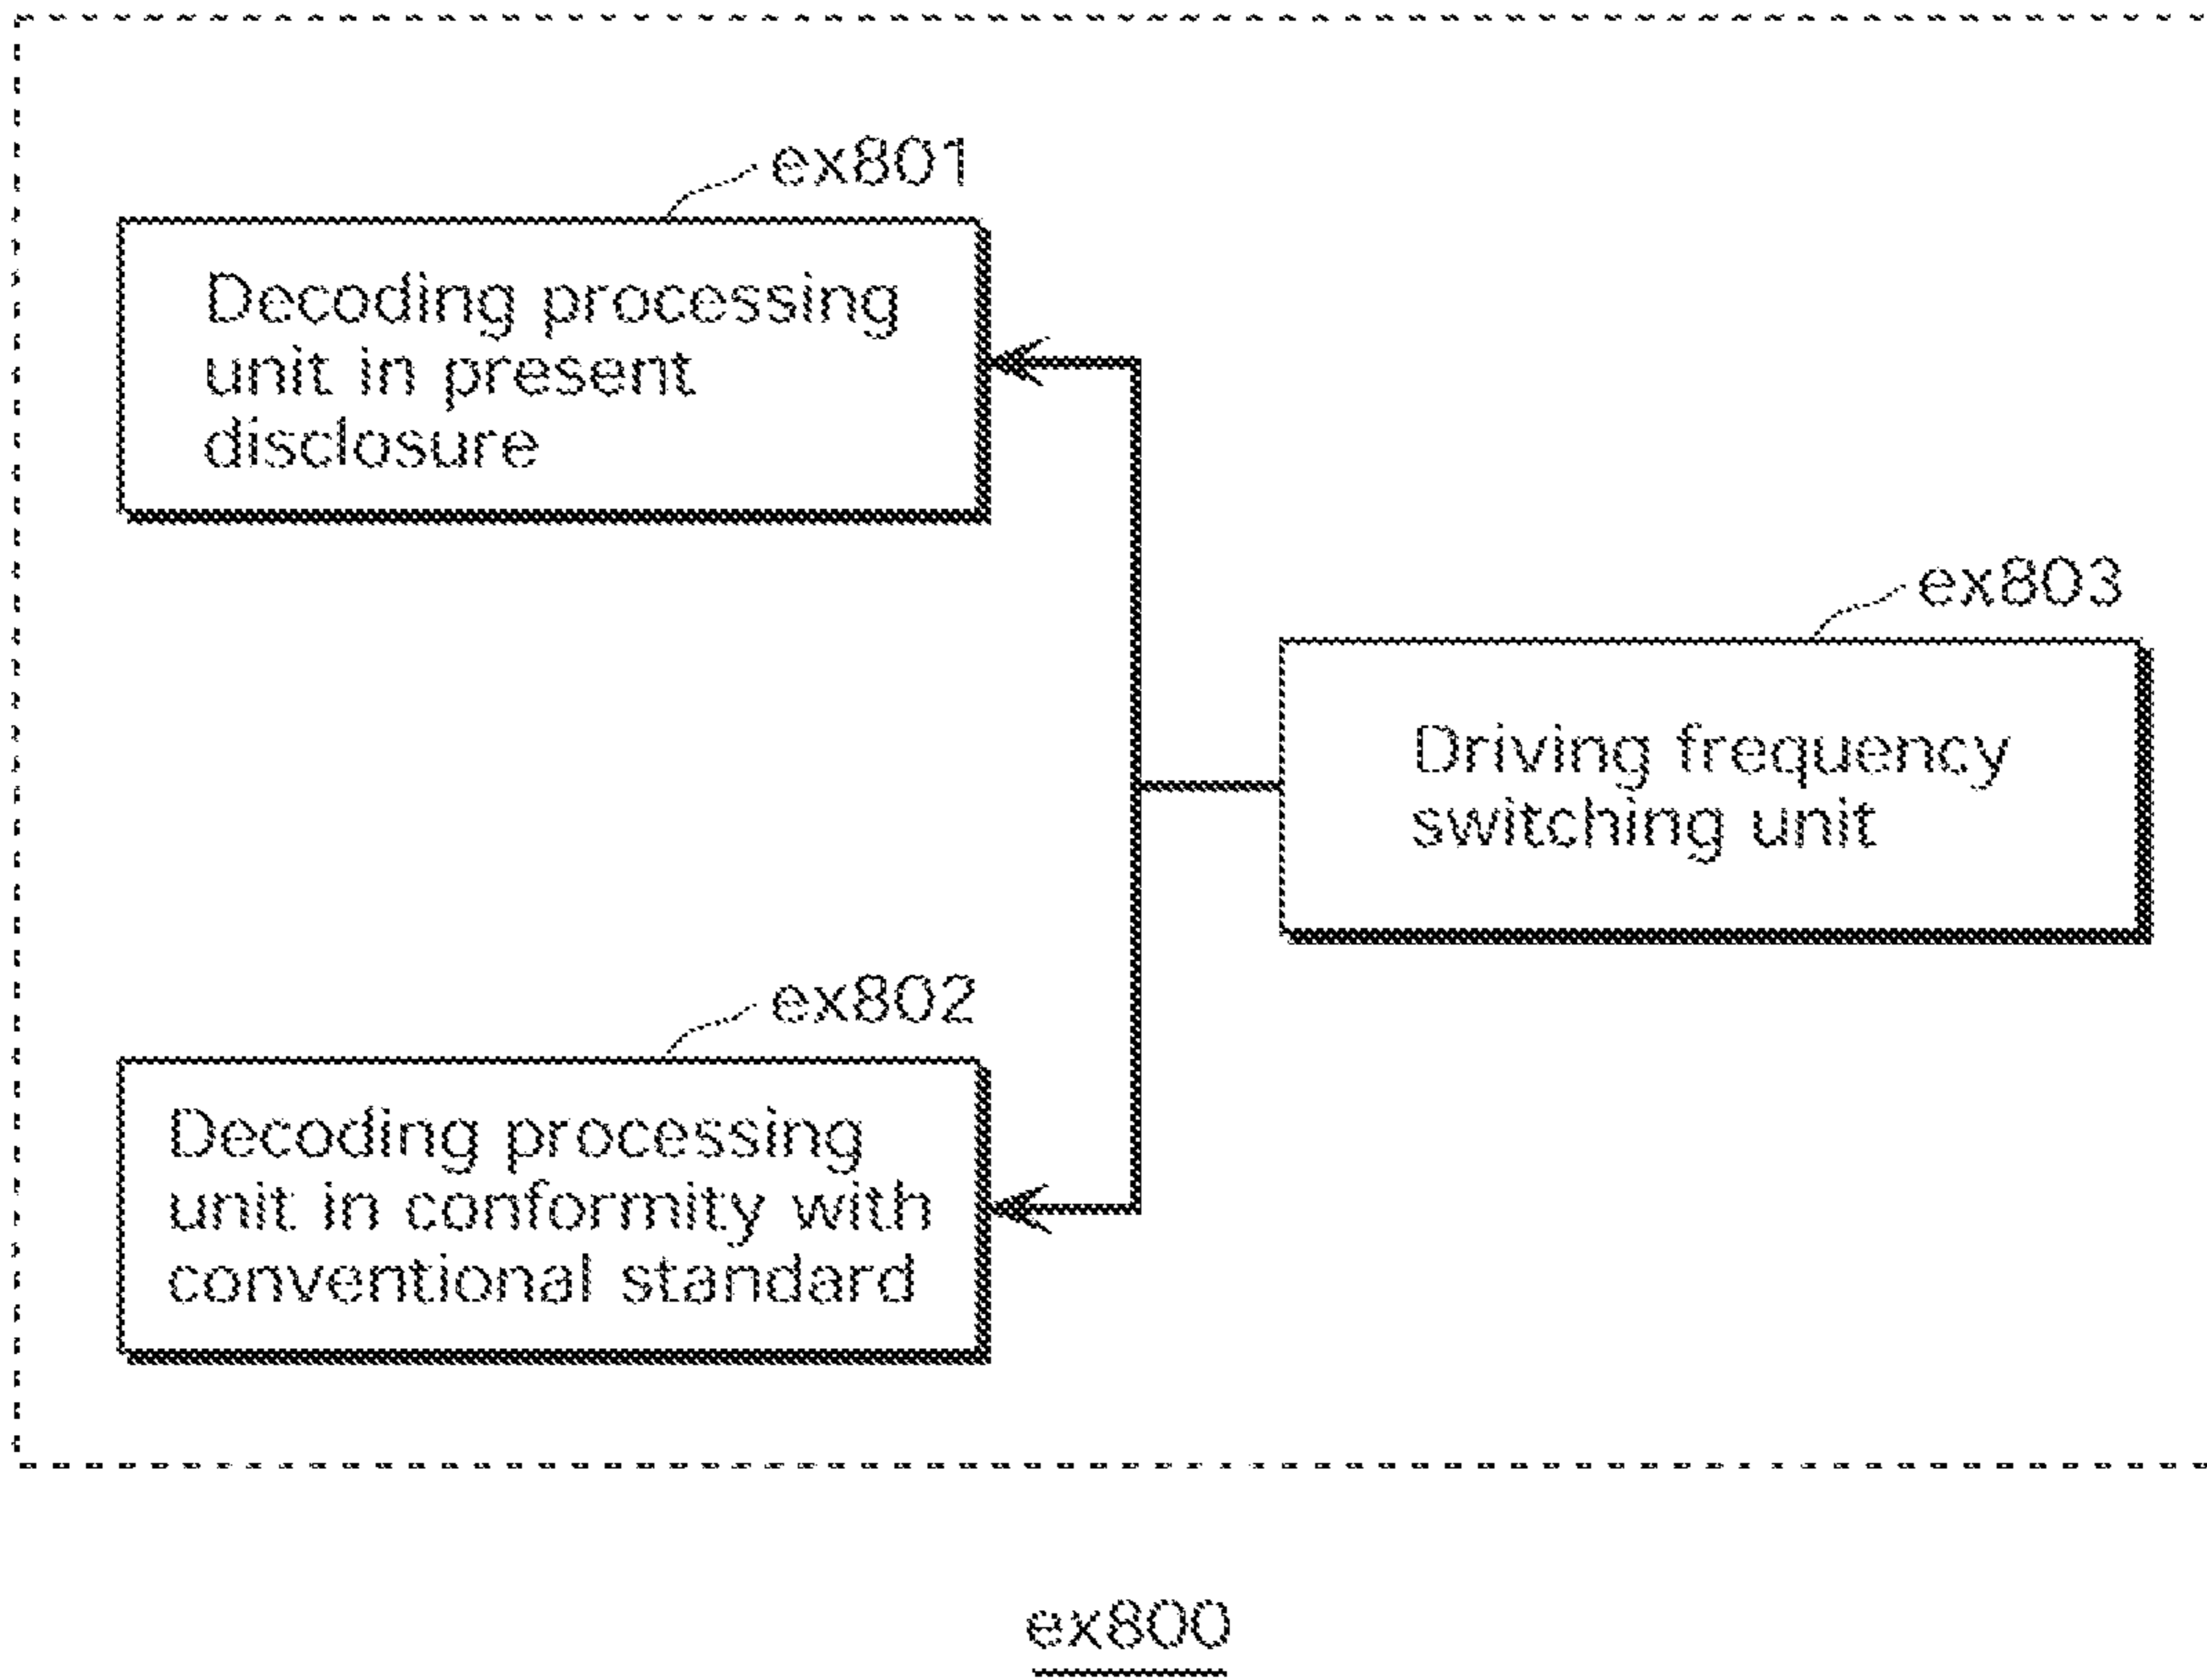 ex801
Decoding processing
unit in present
disclosure
ex803
Driving frequency
switching unit
ex802
Decoding processing
unit in conformity with
conventional standard
ex800